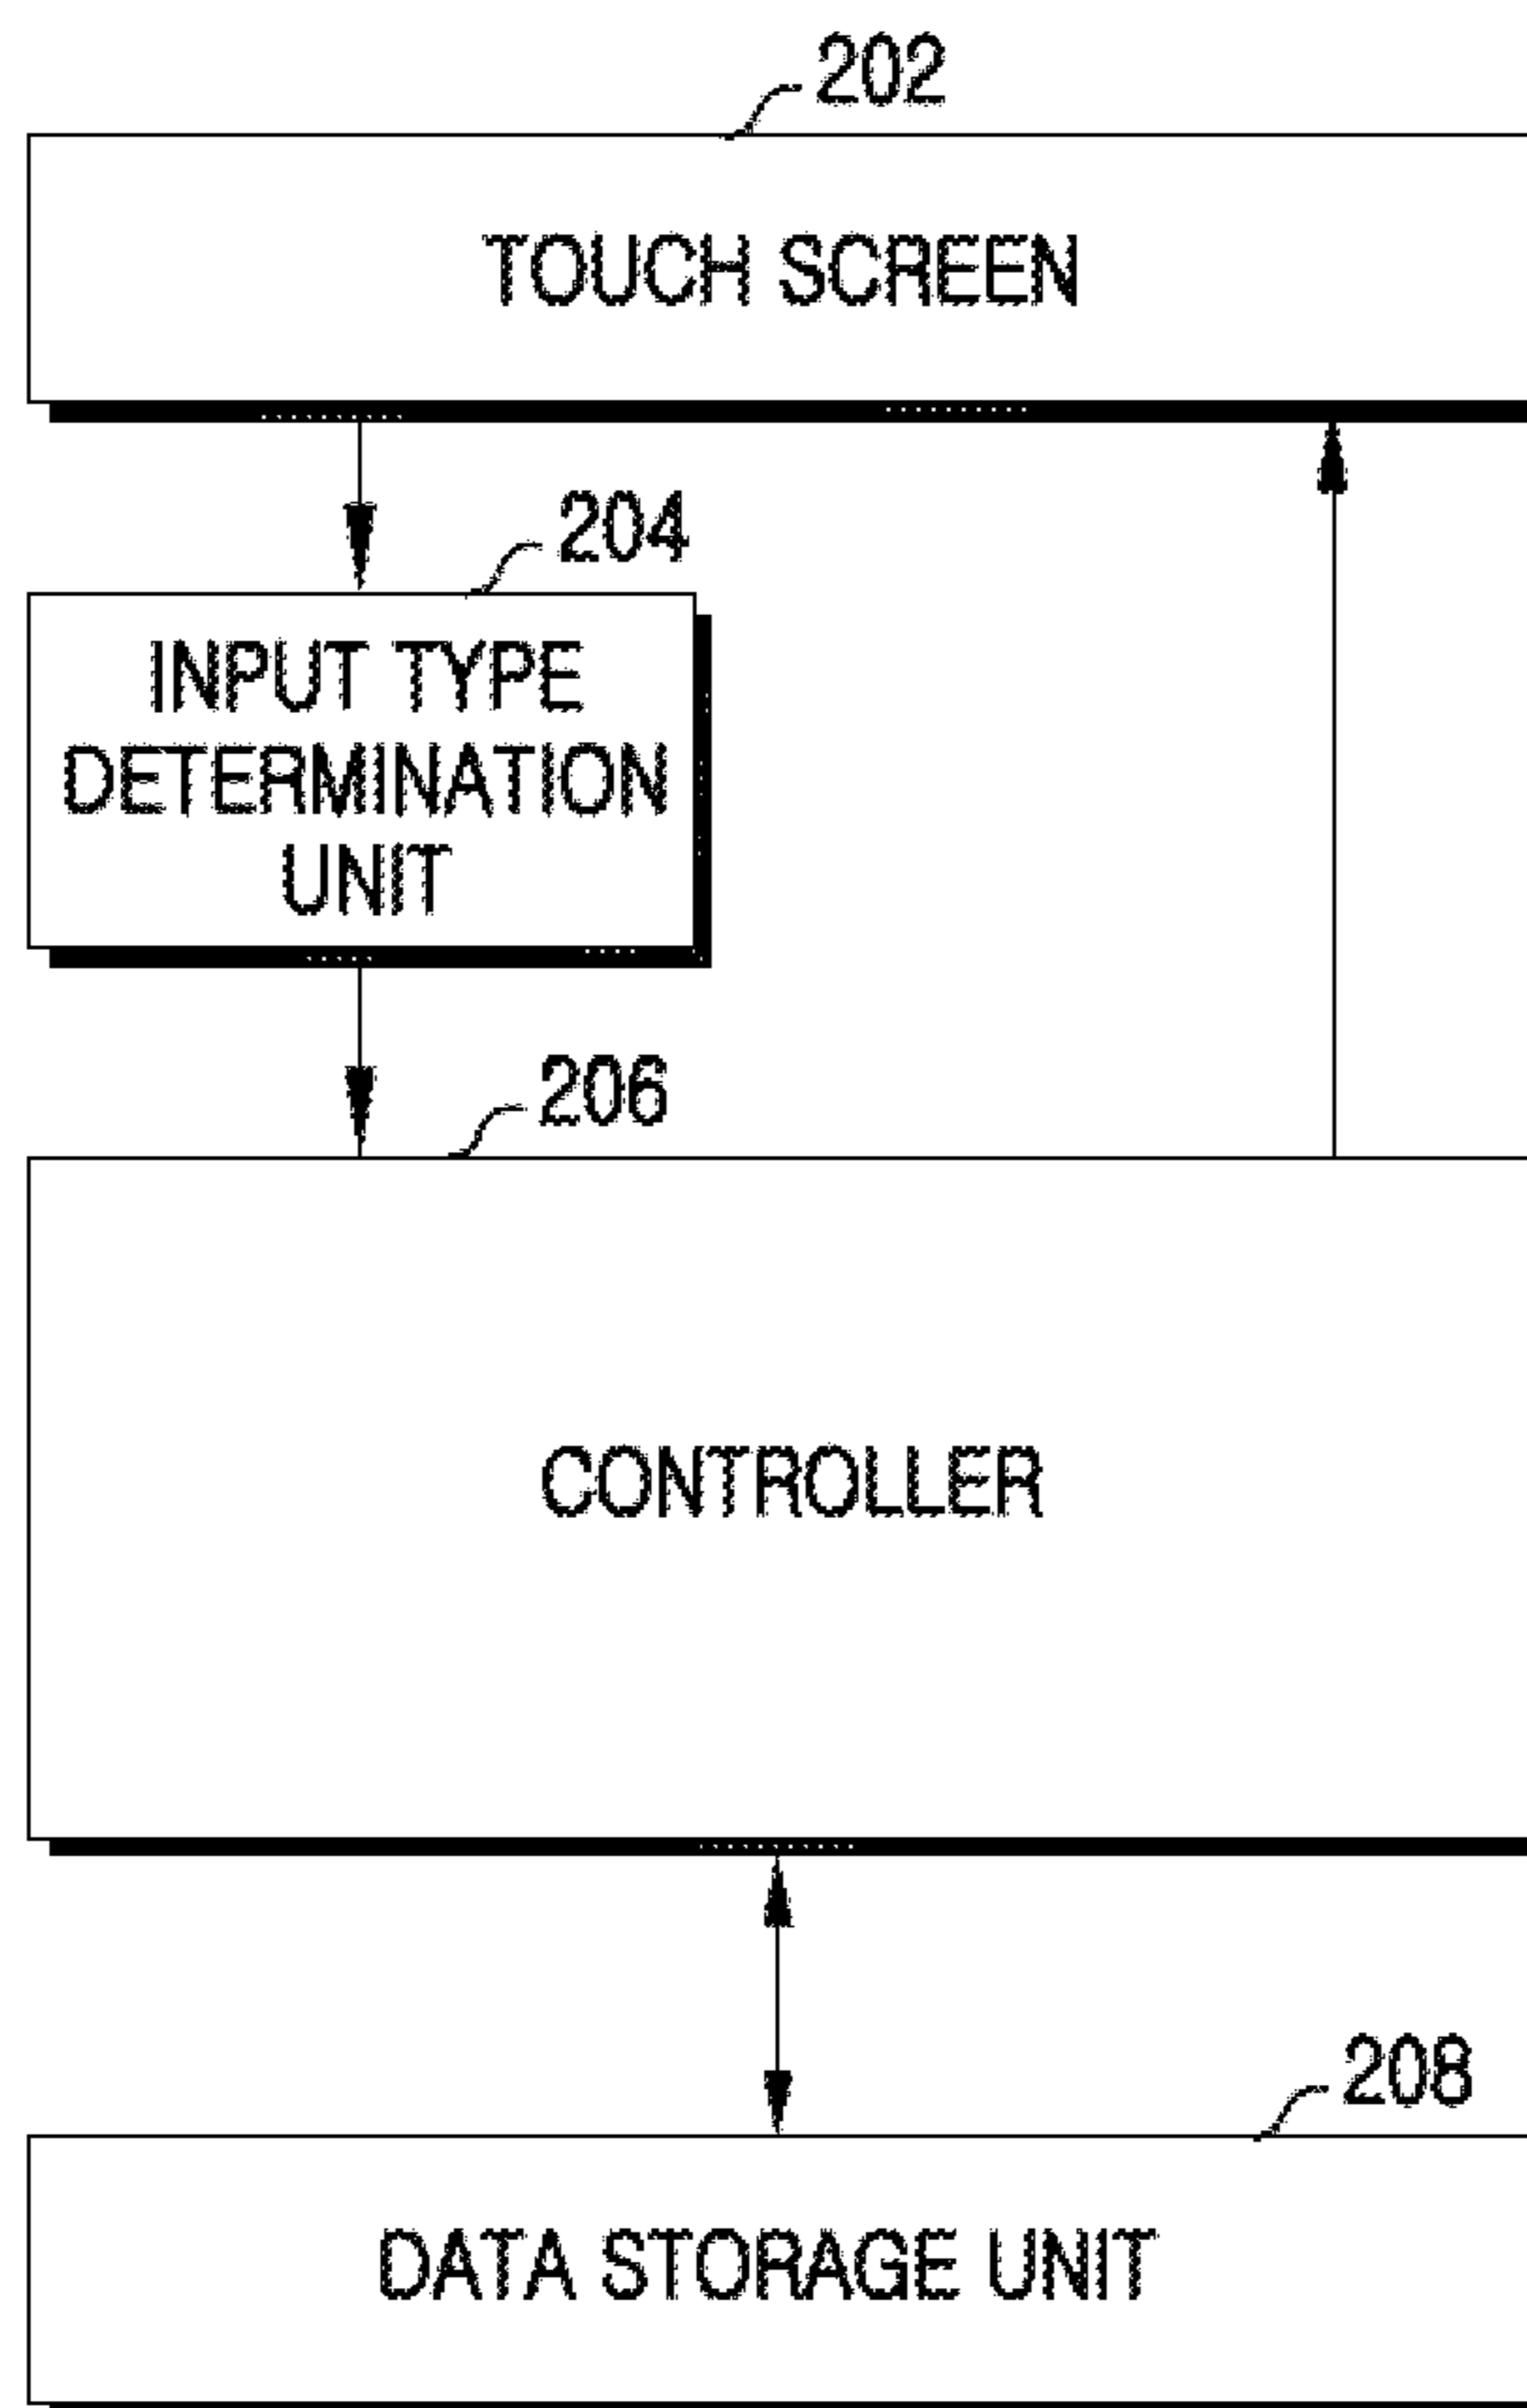 202
TOUCH SCREEN
204
INPUT TYPE
DETERMINATION
UNIT
206
CONTROLLER
208
DATA STORAGE UNIT